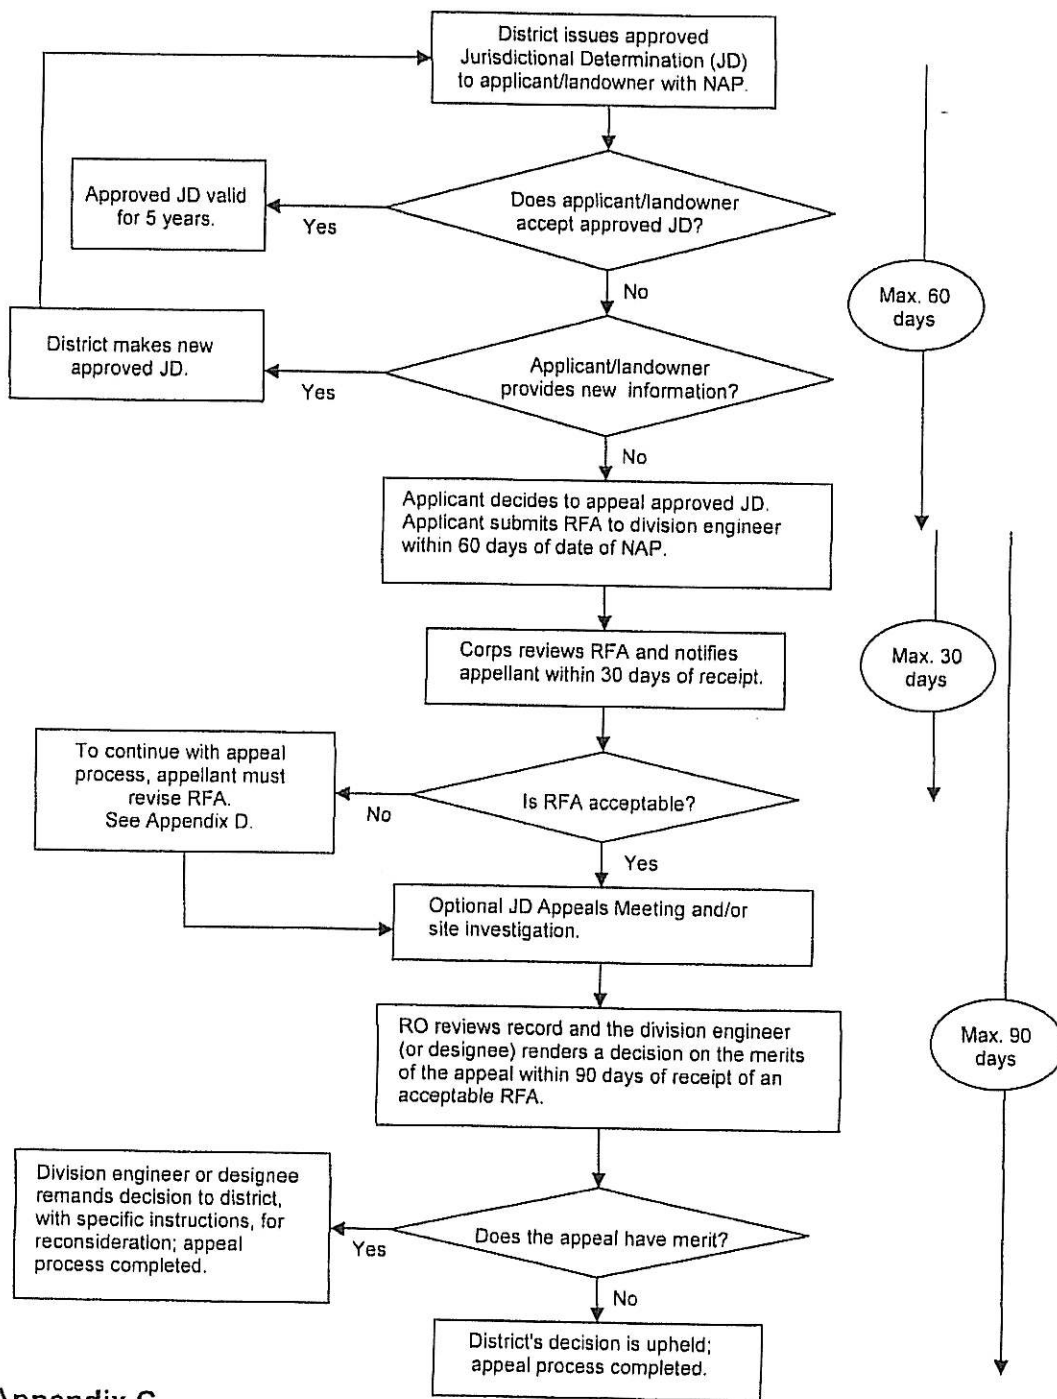 District issues approved
Jurisdictional Determination (JD)
to applicant/landowner with NAP.
Does applicant/landowner
accept approved JD?
Yes
Approved JD valid
for 5 years.
No
Max. 60
days
Applicant/landowner
provides new information?
Yes
District makes new
approved JD.
No
Applicant decides to appeal approved JD.
Applicant submits RFA to division engineer
within 60 days of date of NAP.
Corps reviews RFA and notifies
appellant within 30 days of receipt.
Max. 30
days
Is RFA acceptable?
No
To continue with appeal
process, appellant must
revise RFA.
See Appendix D.
Yes
Optional JD Appeals Meeting and/or
site investigation.
RO reviews record and the division engineer
(or designee) renders a decision on the merits
of the appeal within 90 days of receipt of an
acceptable RFA.
Max. 90
days
Does the appeal have merit?
Yes
Division engineer or designee
remands decision to district,
with specific instructions, for
reconsideration; appeal
process completed.
No
District's decision is upheld;
appeal process completed.
Appendix C